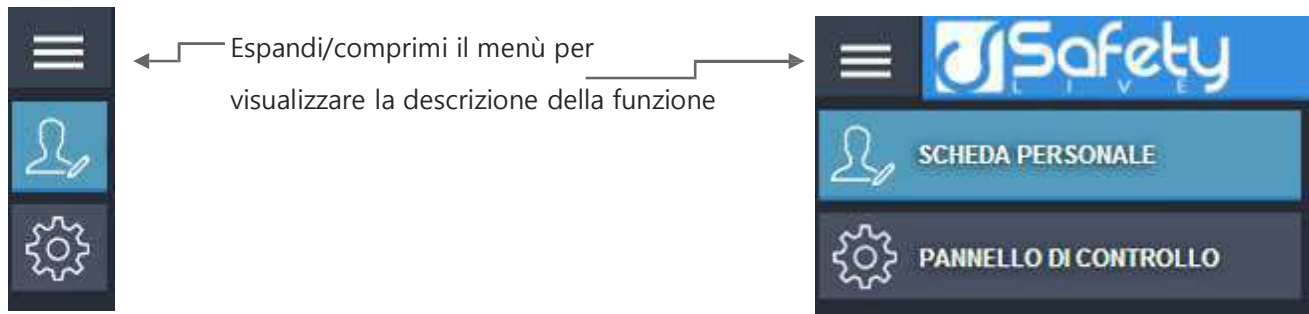 Espandi/comprimi il menù per
visualizzare la descrizione della funzione
Safety
LIVE
SCHEDA PERSONALE
PANNELLO DI CONTROLLO